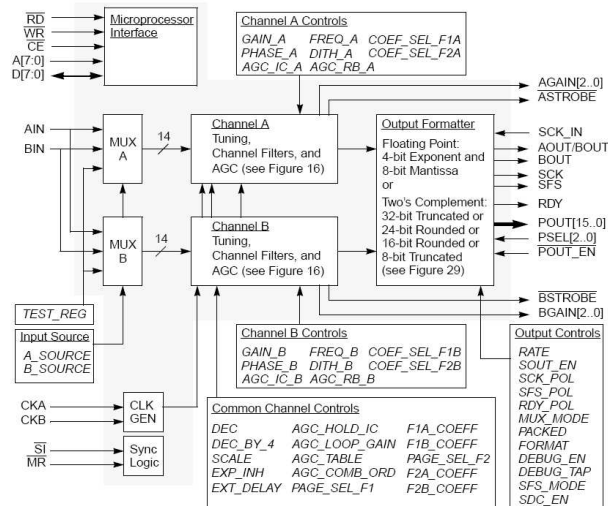 RD
WR
CE
A[7:0]
D[7:0]
Microprocessor
Interface
Channel A Controls
GAIN_A FREQ_A COEF_SEL_F1A
PHASE_A DITH_A COEF_SEL_F2A
AGC_IC_A AGC_RB_A
AGAIN[2..0]
ASTROBE
AIN
BIN
MUX
A
14
Channel A
Tuning,
Channel Filters, and
AGC (see Figure 16)
MUX
B
14
Channel B
Tuning,
Channel Filters, and
AGC (see Figure 16)
Output Formatter
Floating Point:
4-bit Exponent and
8-bit Mantissa
or
Two's Complement:
32-bit Truncated or
24-bit Rounded or
16-bit Rounded or
8-bit Truncated
(see Figure 29)
SCK_IN
AOUT/BOUT
BOUT
SCK
SFS
RDY
POUT[15..0]
PSEL[2..0]
POUT_EN
BSTROBE
BGAIN[2..0]
TEST_REG
Input Source
A_SOURCE
B_SOURCE
Channel B Controls
GAIN_B FREQ_B COEF_SEL_F1B
PHASE_B DITH_B COEF_SEL_F2B
AGC_IC_B AGC_RB_B
CKA
CKB
CLK
GEN
SI
MR
Sync
Logic
Common Channel Controls
DEC AGC_HOLD_IC F1A_COEFF
DEC_BY_4 AGC_LOOP_GAIN F1B_COEFF
SCALE AGC_TABLE PAGE_SEL_F2
EXP_INH AGC_COMB_ORD F2A_COEFF
EXT_DELAY PAGE_SEL_F1 F2B_COEFF
Output Controls
RATE
SOUT_EN
SCK_POL
SFS_POL
RDY_POL
MUX_MODE
PACKED
FORMAT
DEBUG_EN
DEBUG_TAP
SFS_MODE
SDC_EN